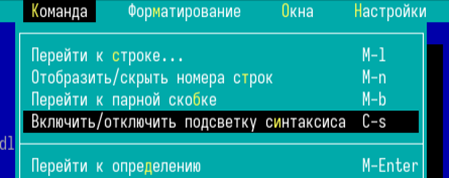 Команда Форматирование Окна Настройки
Перейти к строке... M-l
Отобразить/скрыть номера строк M-n
Перейти к парной скобке M-b
Включить/отключить подсветку синтаксиса C-s
dl
Перейти к определению M-Enter